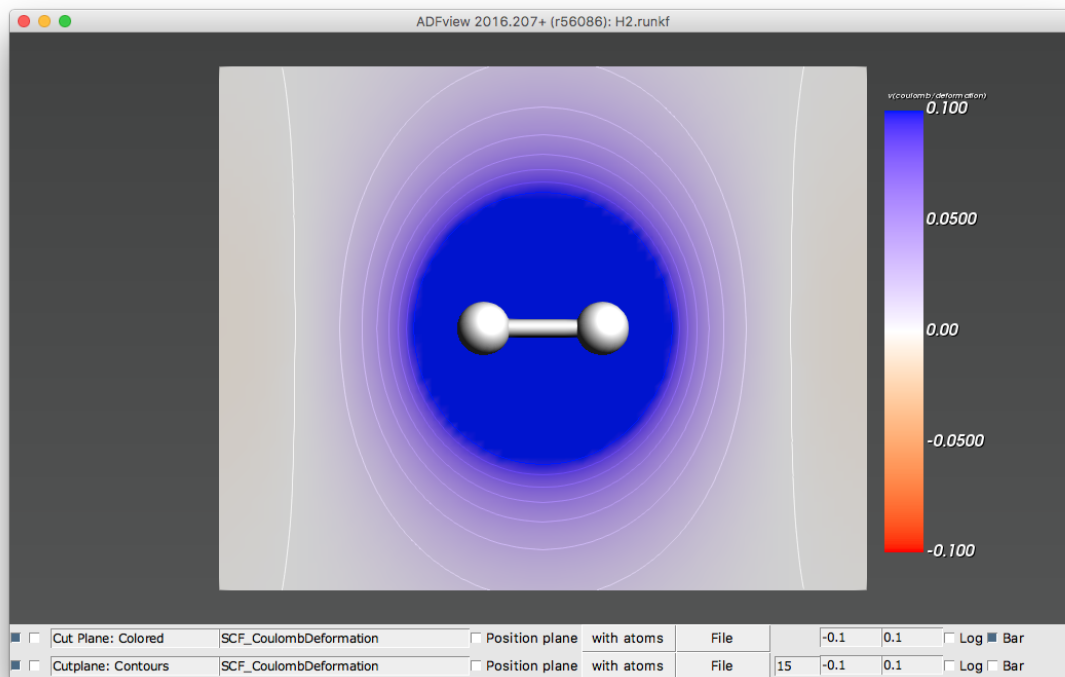 ADFview 2016.207+ (r56086): H2.runkf
v(coulomb/deformation)
0.100
0.0500
0.00
-0.0500
-0.100
Cut Plane: Colored SCF_CoulombDeformation Position plane with atoms File -0.1 0.1 Log Bar
Cutplane: Contours SCF_CoulombDeformation Position plane with atoms File 15 -0.1 0.1 Log Bar